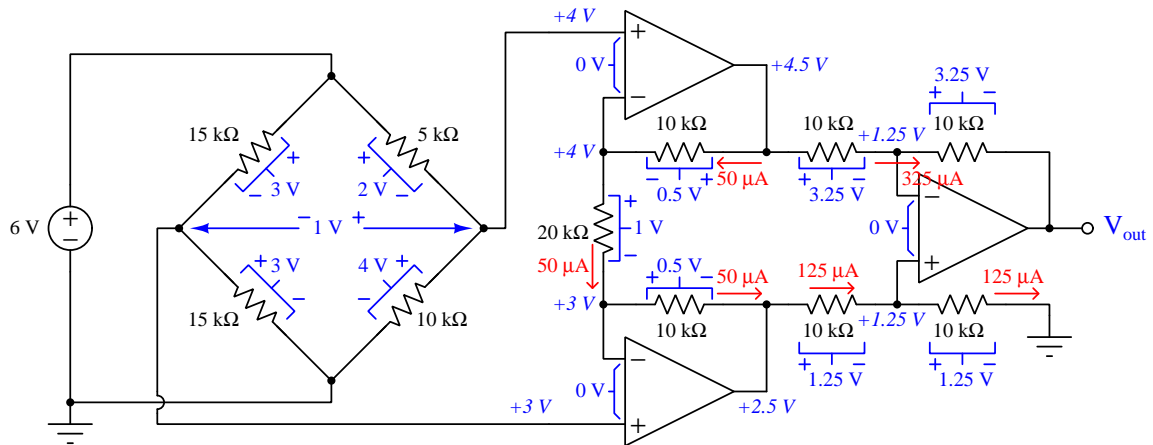 +4 V
+
0 V
−
+4.5 V
3.25 V
+ −
15 kΩ
5 kΩ
10 kΩ
10 kΩ
+1.25 V
10 kΩ
+4 V
+
− 3 V
+
2 V −
− +
0.5 V
50 µA
+ −
3.25 V
325 µA
6 V
+
−
− 1 V +
20 kΩ
+
1 V
−
−
0 V
+
Vout
+ 3 V
−
4 V +
−
50 µA
+ 0.5 V −
50 µA
125 µA
125 µA
15 kΩ
10 kΩ
+3 V
10 kΩ
10 kΩ
+1.25 V
10 kΩ
+ −
1.25 V
+ −
1.25 V
−
0 V
+
+3 V
+2.5 V